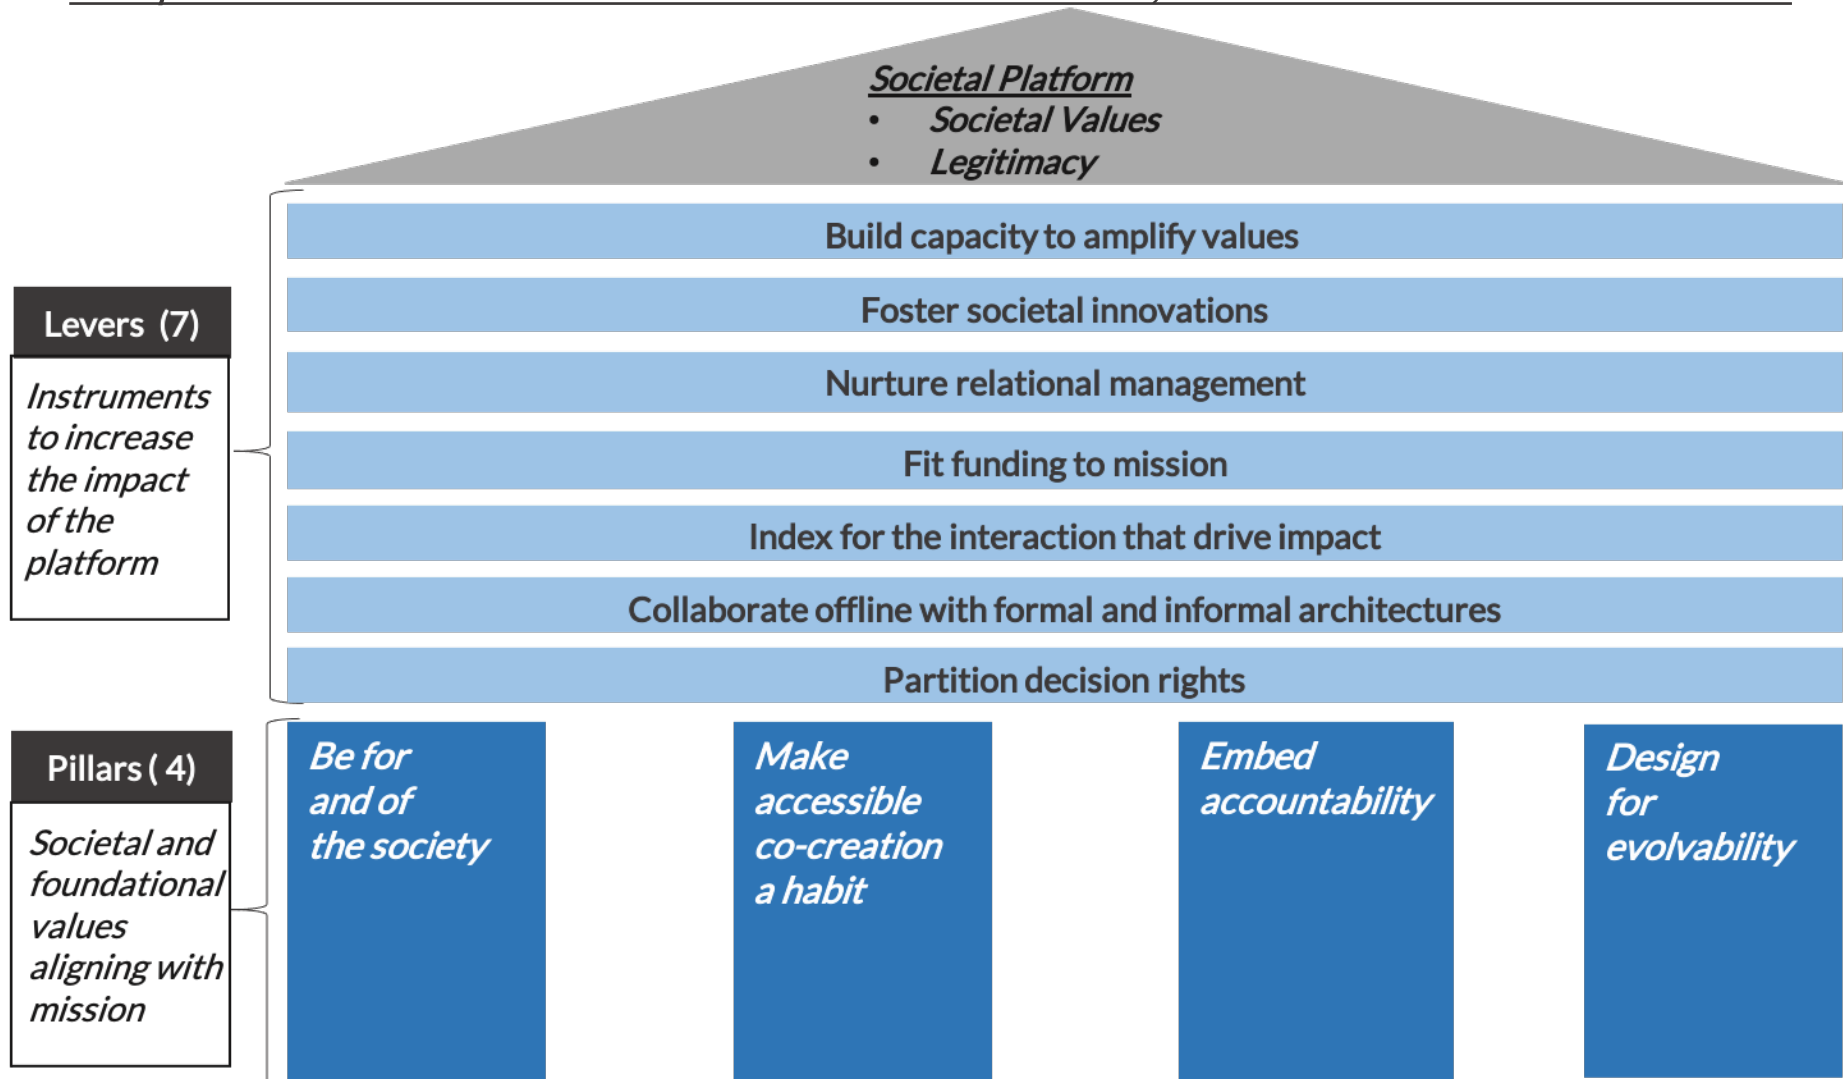 Societal Platform
• Societal Values
• Legitimacy
Build capacity to amplify values
Foster societal innovations
Nurture relational management
Fit funding to mission
Index for the interaction that drive impact
Collaborate offline with formal and informal architectures
Partition decision rights
Levers (7)
Instruments
to increase
the impact
of the
platform
Pillars ( 4)
Societal and
foundational
values
aligning with
mission
Be for
and of
the society
Make
accessible
co-creation
a habit
Embed
accountability
Design
for
evolvability